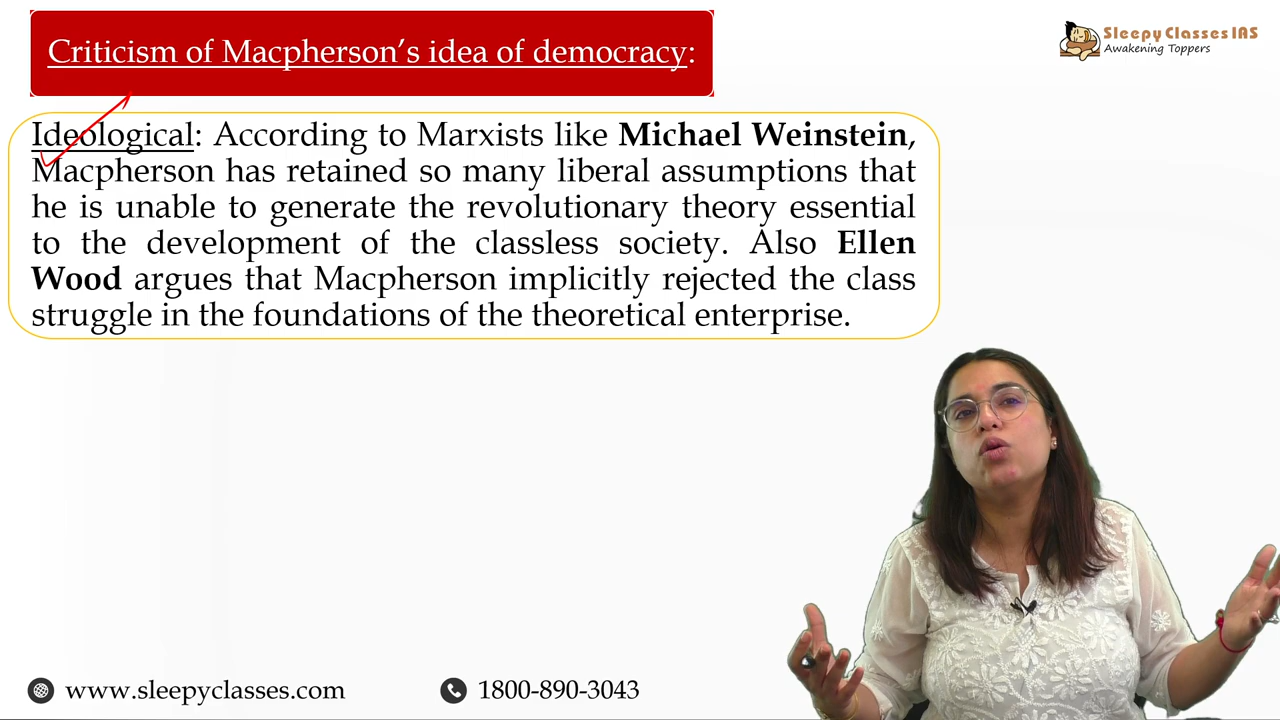 Criticism of Macpherson’s idea of democracy:
Sleepy Classes IAS
Awakening Toppers
Ideological: According to Marxists like Michael Weinstein,
Macpherson has retained so many liberal assumptions that
he is unable to generate the revolutionary theory essential
to the development of the classless society. Also Ellen
Wood argues that Macpherson implicitly rejected the class
struggle in the foundations of the theoretical enterprise.
www.sleepyclasses.com
1800-890-3043